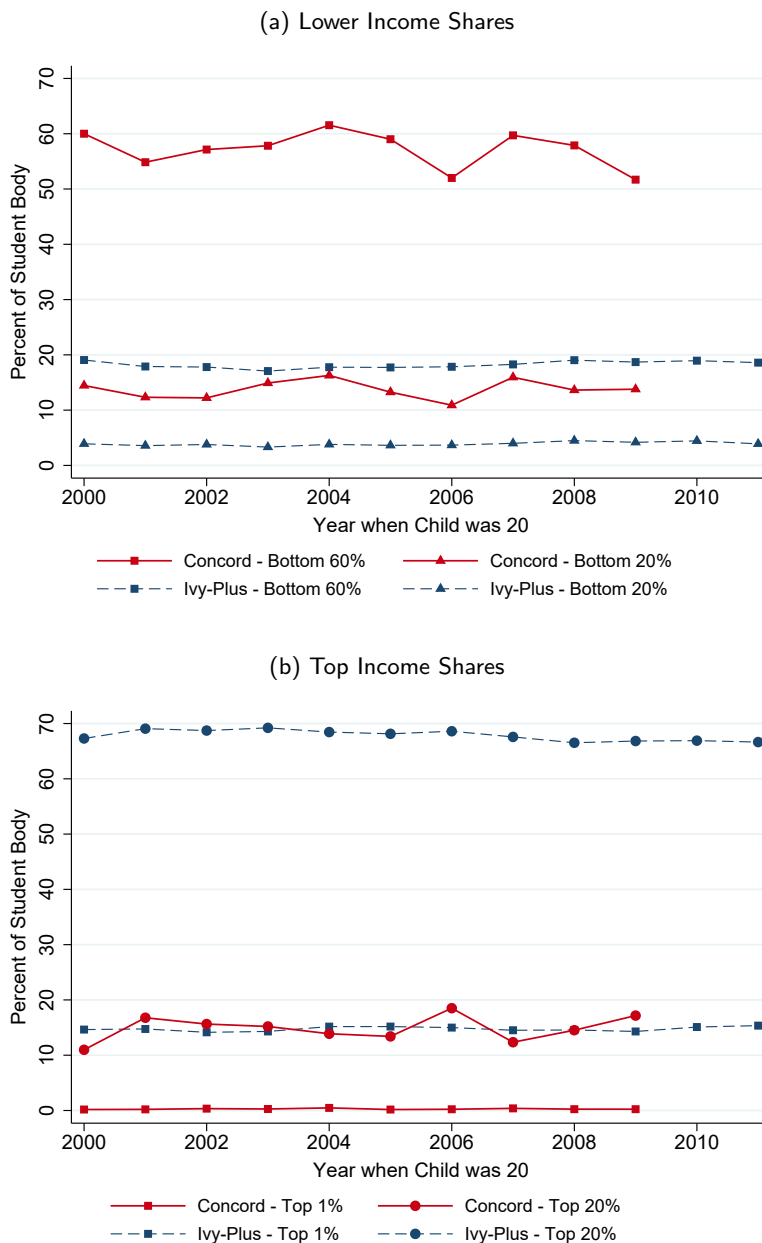 (a) Lower Income Shares
Percent of Student Body
70
60
50
40
30
20
10
0
2000 2002 2004 2006 2008 2010
Year when Child was 20
Concord - Bottom 60% Concord - Bottom 20%
Ivy-Plus - Bottom 60% Ivy-Plus - Bottom 20%
(b) Top Income Shares
Percent of Student Body
70
60
50
40
30
20
10
0
2000 2002 2004 2006 2008 2010
Year when Child was 20
Concord - Top 1% Concord - Top 20%
Ivy-Plus - Top 1% Ivy-Plus - Top 20%